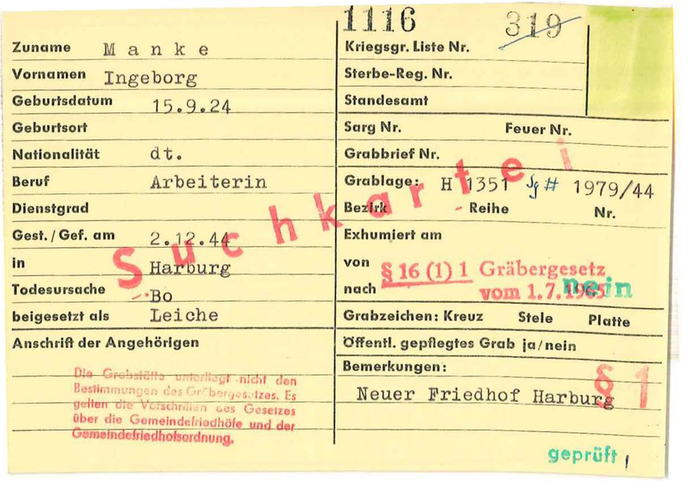 1116 319
Zuname Manke
Vornamen Ingeborg
Geburtsdatum 15.9.24
Geburtsort
Nationalität dt.
Beruf Arbeiterin
Dienstgrad
Gest./Gef. am 2.12.44
in Harburg
Todesursache Bo
beigesetzt als Leiche
Anschrift der Angehörigen
Die Grabstätte unterliegt nicht den
Bestimmungen des Gräbergesetzes. Es
gelten die Vorschriften des Gesetzes
über die Gemeindefriedhöfe und der
Gemeindefriedhofsordnung.
Suchkartei
Kriegsgr. Liste Nr.
Sterbe-Reg. Nr.
Standesamt
Sarg Nr. Feuer Nr.
Grabbrief Nr.
Grablage: H 1351 1979/44
Bezirk - Reihe Nr.
Exhumiert am
von
nach
§ 16 (1) 1 Gräbergesetz
vom 1.7.1965
nein
Grabzeichen: Kreuz Stele Platte
Öffentl. gepflegtes Grab ja/nein
Bemerkungen:
§ 1
Neuer Friedhof Harburg
geprüft